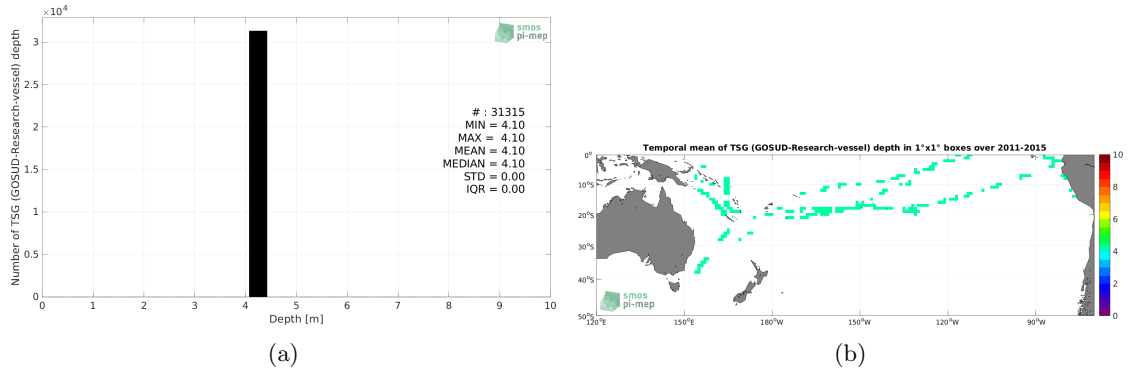 ×10⁴
3
2.5
2
1.5
1
0.5
0
Number of TSG (GOSUD-Research-vessel) depth
smos
pi-mep
# : 31315
MIN = 4.10
MAX = 4.10
MEAN = 4.10
MEDIAN = 4.10
STD = 0.00
IQR = 0.00
0 1 2 3 4 5 6 7 8 9 10
Depth [m]
(a)
Temporal mean of TSG (GOSUD-Research-vessel) depth in 1°x1° boxes over 2011-2015
0°
10°S
20°S
30°S
40°S
50°S
120°E 150°E 180°W 150°W 120°W 90°W
smos
pi-mep
10
8
6
4
2
0
(b)